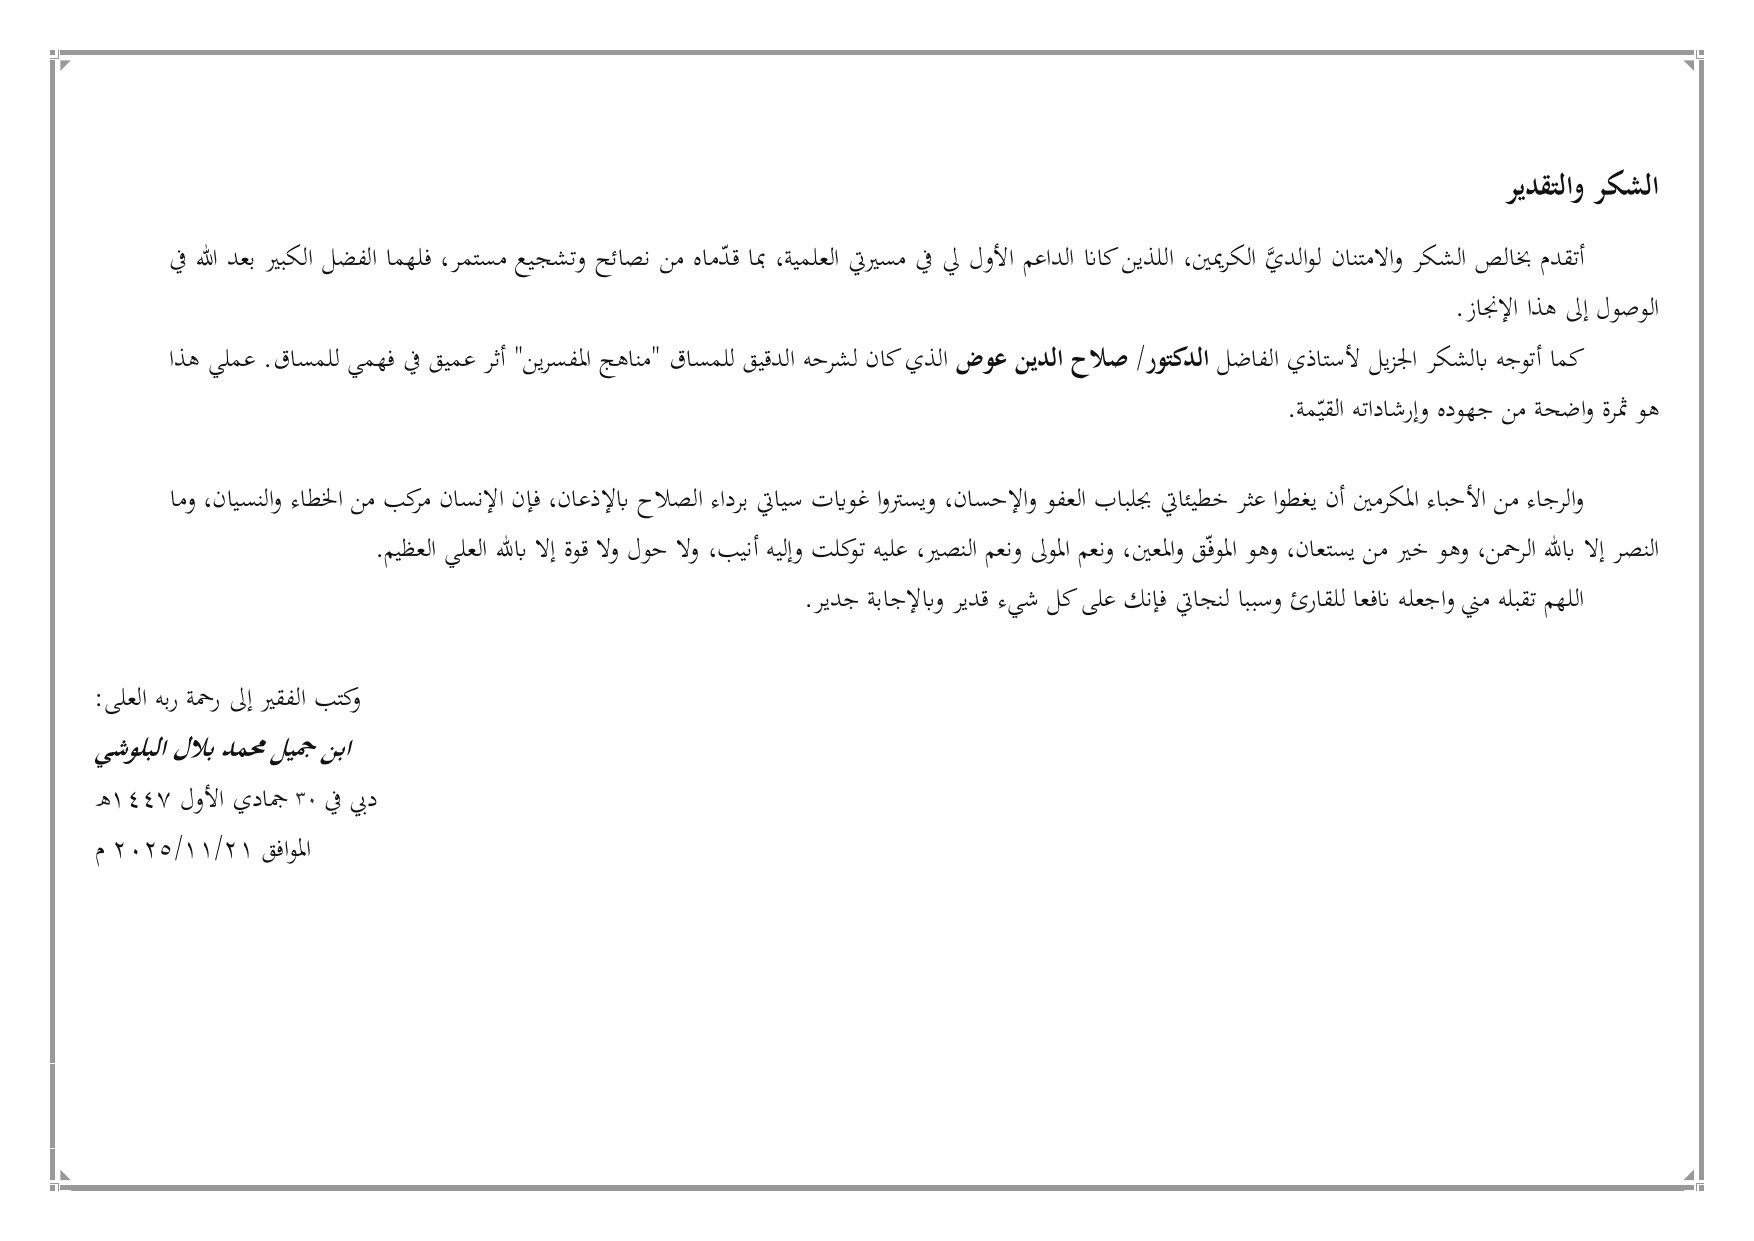 الشكر والتقدير
أتقدم بخالص الشكر والامتنان لوالديَّ الكريمين، اللذين كانا الداعم الأول لي في مسيرتي العلمية، بما قدّماه من نصائح وتشجيع مستمر، فلهما الفضل الكبير بعد الله في
الوصول إلى هذا الإنجاز.
كما أتوجه بالشكر الجزيل لأستاذي الفاضل الدكتور/ صلاح الدين عوض الذي كان لشرحه الدقيق للمساق "مناهج المفسرين" أثر عميق في فهمي للمساق. عملي هذا
هو ثمرة واضحة من جهوده وإرشاداته القيّمة.
والرجاء من الأحباء المكرمين أن يغطوا عثر خطيئاتي بجلباب العفو والإحسان، ويستروا غويات سياتي برداء الصلاح بالإذعان، فإن الإنسان مركب من الخطاء والنسيان، وما
النصر إلا بالله الرحمن، وهو خير من يستعان، وهو الموفّق والمعين، ونعم المولى ونعم النصير، عليه توكلت وإليه أنيب، ولا حول ولا قوة إلا بالله العلي العظيم.
اللهم تقبله مني واجعله نافعا للقارئ وسببا لنجاتي فإنك على كل شيء قدير وبالإجابة جدير.
وكتب الفقير إلى رحمة ربه العلى:
ابن جميل محمد بلال البلوشي
دبي في ٣٠ جمادي الأول ١٤٤٧هـ
الموافق ٢٠٢٥/١١/٢١ م